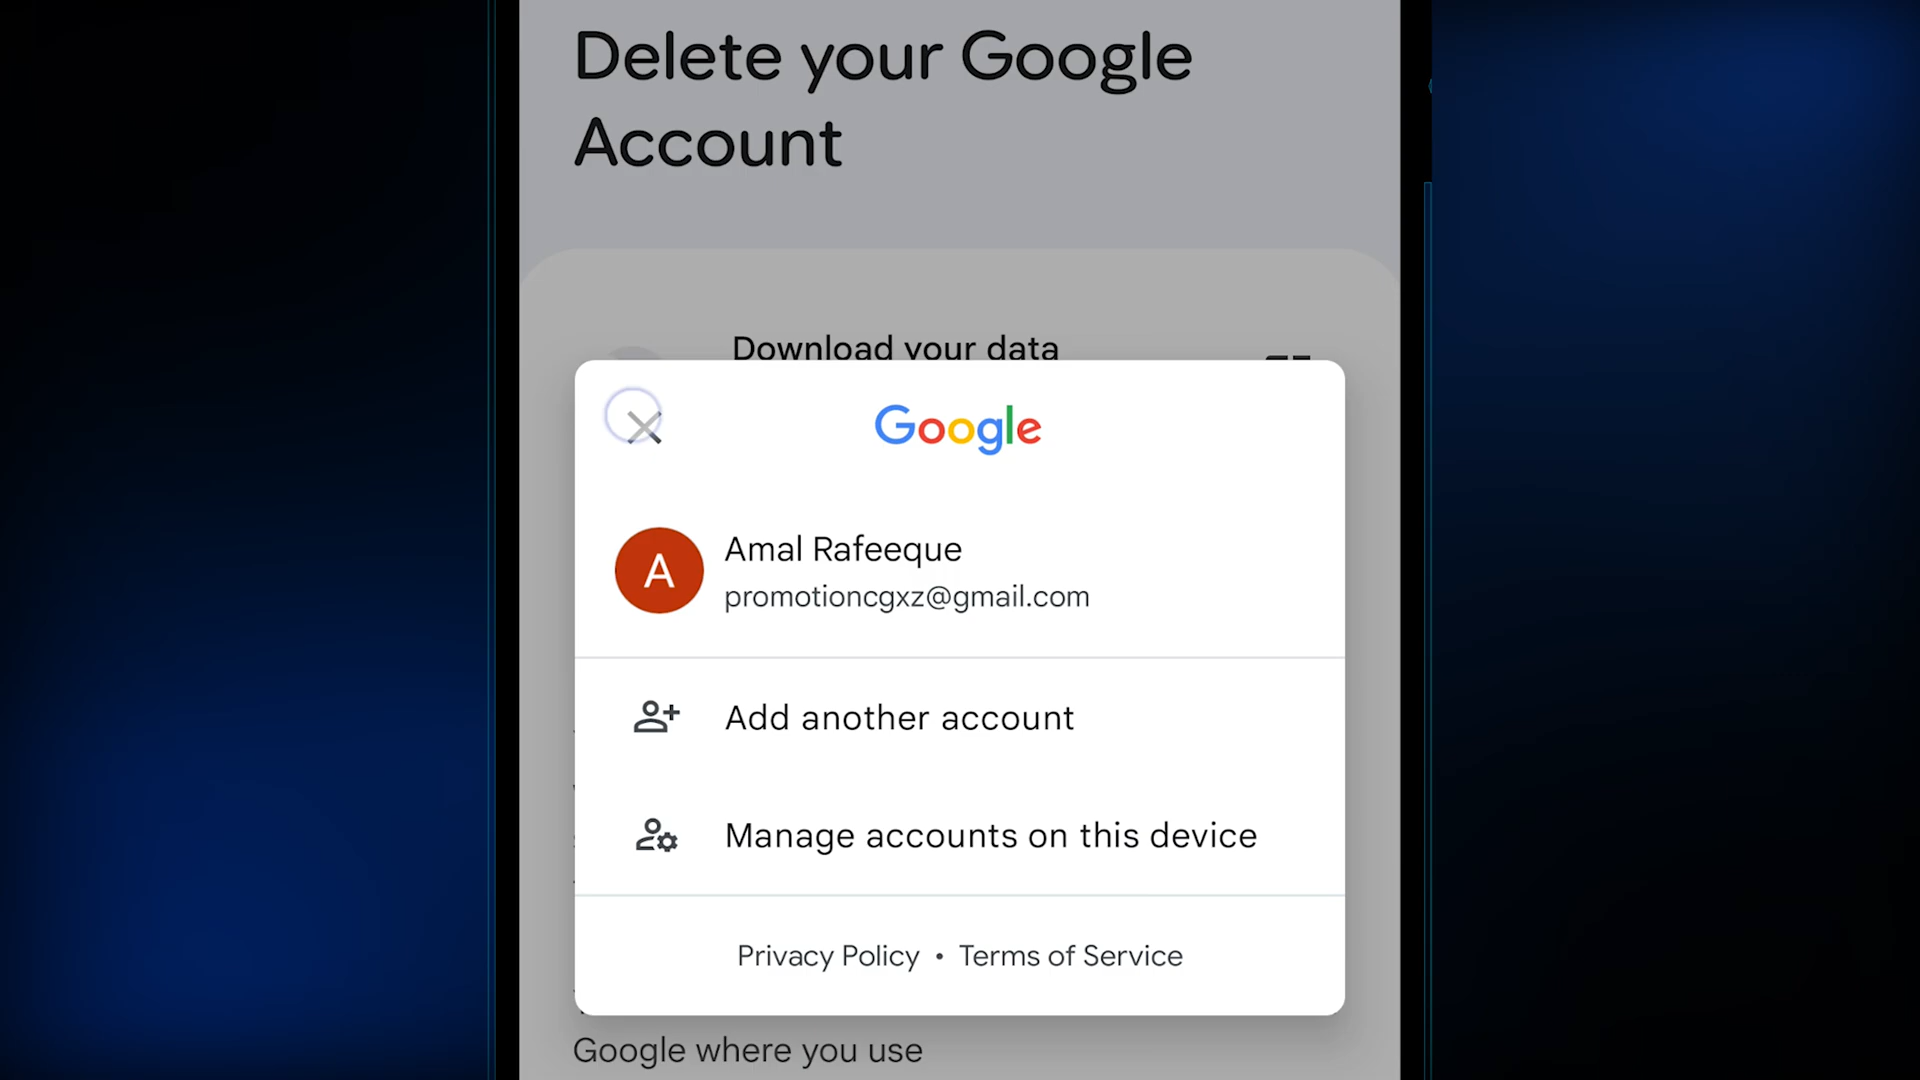 Delete your Google
Account
Download your data
Google
A
Amal Rafeeque
promotioncgxz@gmail.com
Add another account
Manage accounts on this device
Privacy Policy • Terms of Service
Google where you use